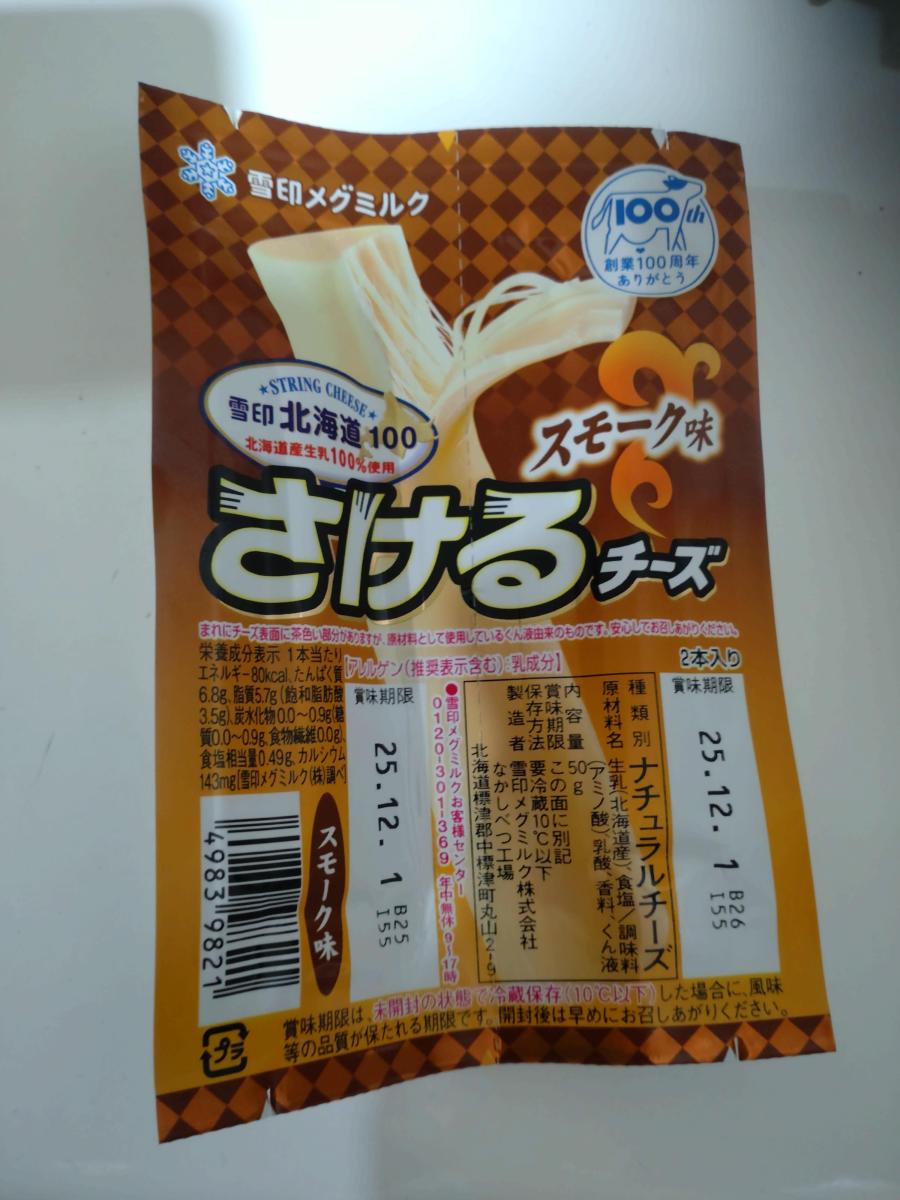 雪印メグミルク
100th
創業100周年
ありがとう
★STRING CHEESE★
雪印 北海道 100
北海道産生乳100%使用
スモーク味
さけるチーズ
まれにチーズ表面に茶色い部分がありますが、原材料として使用しているくん液由来のものです。安心してお召しあがりください。
栄養成分表示 1本当たり
エネルギー80kcal、たんぱく質
6.8g、脂質5.7g(飽和脂肪酸
3.5g)、炭水化物0.0〜0.9g(糖
質0.0〜0.9g、食物繊維0.0g)、
食塩相当量0.49g、カルシウム
143mg[雪印メグミルク(株)調べ]
【アレルゲン(推奨表示含む):乳成分】
2本入り
賞味期限
25.12. 1 B26
I55
種類別 ナチュラルチーズ
原材料名 生乳(北海道産)、食塩/調味料
(アミノ酸)、乳酸、香料、くん液
内容量 50g
賞味期限 この面に別記
保存方法 要冷蔵10℃以下
製造者 雪印メグミルク株式会社
なかしべつ工場
北海道標津郡中標津町丸山2-9
●雪印メグミルクお客様センター
0120-301-369 年中無休 9〜17時
賞味期限
25.12. 1 B25
I55
スモーク味
49839821
プラ
賞味期限は、未開封の状態で冷蔵保存(10℃以下)した場合に、風味
等の品質が保たれる期限です。開封後は早めにお召しあがりください。